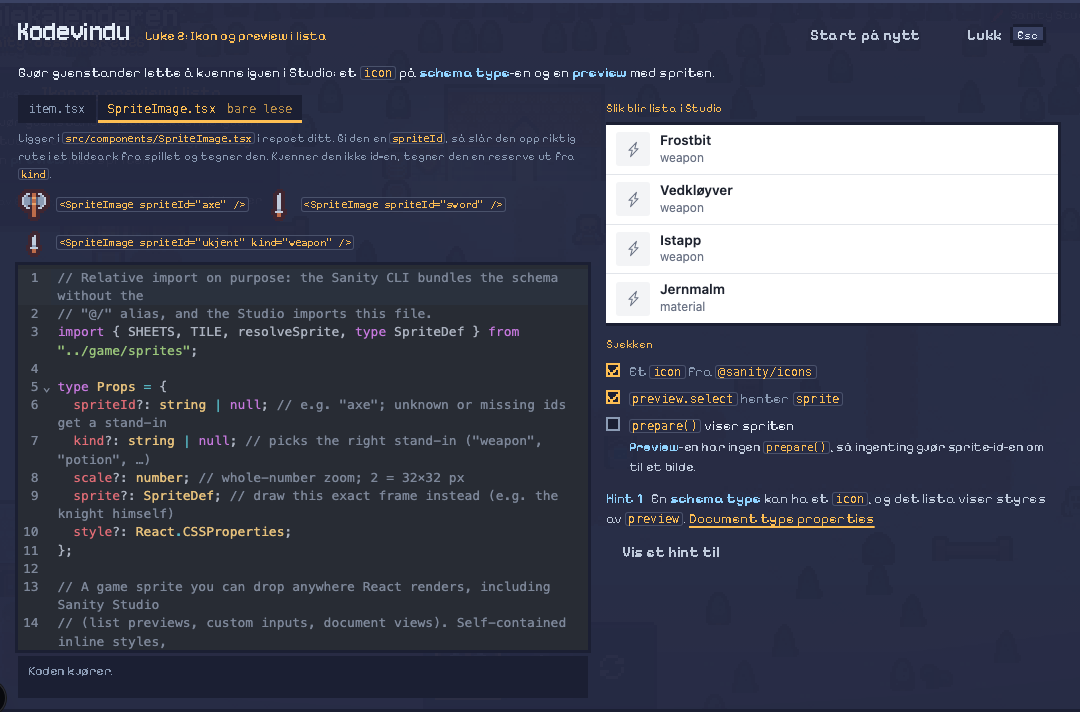 Kodevindu
Luke 2: Ikon og preview i lista
Start på nytt
Lukk Esc
Gjør gjenstander lette å kjenne igjen i Studio: et icon på schema type-en og en preview med spriten.
item.tsx
SpriteImage.tsx bare lese
Ligger i src/components/SpriteImage.tsx i repoet ditt. Gi den en spriteId, så slår den opp riktig
rute i et bildeark fra spillet og tegner den. Kjenner den ikke id-en, tegner den en reserve ut fra
kind.
<SpriteImage spriteId="axe" />
<SpriteImage spriteId="sword" />
<SpriteImage spriteId="ukjent" kind="weapon" />
1 // Relative import on purpose: the Sanity CLI bundles the schema
without the
2 // "@/" alias, and the Studio imports this file.
3 import { SHEETS, TILE, resolveSprite, type SpriteDef } from
"../game/sprites";
4
5 type Props = {
6 spriteId?: string | null; // e.g. "axe"; unknown or missing ids
get a stand-in
7 kind?: string | null; // picks the right stand-in ("weapon",
"potion", …)
8 scale?: number; // whole-number zoom; 2 = 32×32 px
9 sprite?: SpriteDef; // draw this exact frame instead (e.g. the
knight himself)
10 style?: React.CSSProperties;
11 };
12
13 // A game sprite you can drop anywhere React renders, including
Sanity Studio
14 // (list previews, custom inputs, document views). Self-contained
inline styles,
Koden kjører.
Slik blir lista i Studio
Frostbit
weapon
Vedkløyver
weapon
Istapp
weapon
Jernmalm
material
Sjekken
Et icon fra @sanity/icons
preview.select henter sprite
prepare() viser spriten
Preview-en har ingen prepare(), så ingenting gjør sprite-id-en om
til et bilde.
Hint 1 En schema type kan ha et icon, og det lista viser styres
av preview. Document type properties
Vis et hint til